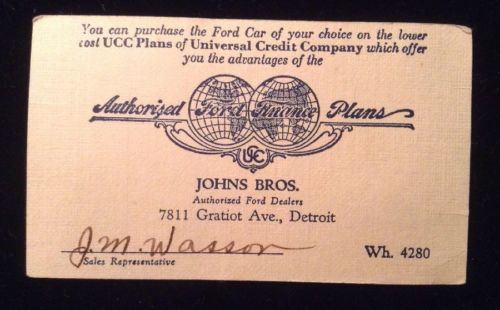 You can purchase the Ford Car of your choice on the lower
cost UCC Plans of Universal Credit Company which offer
you the advantages of the
Authorized Ford Finance Plans
UCC
JOHNS BROS.
Authorized Ford Dealers
7811 Gratiot Ave., Detroit
J. M. Wasson
Sales Representative
Wh. 4280